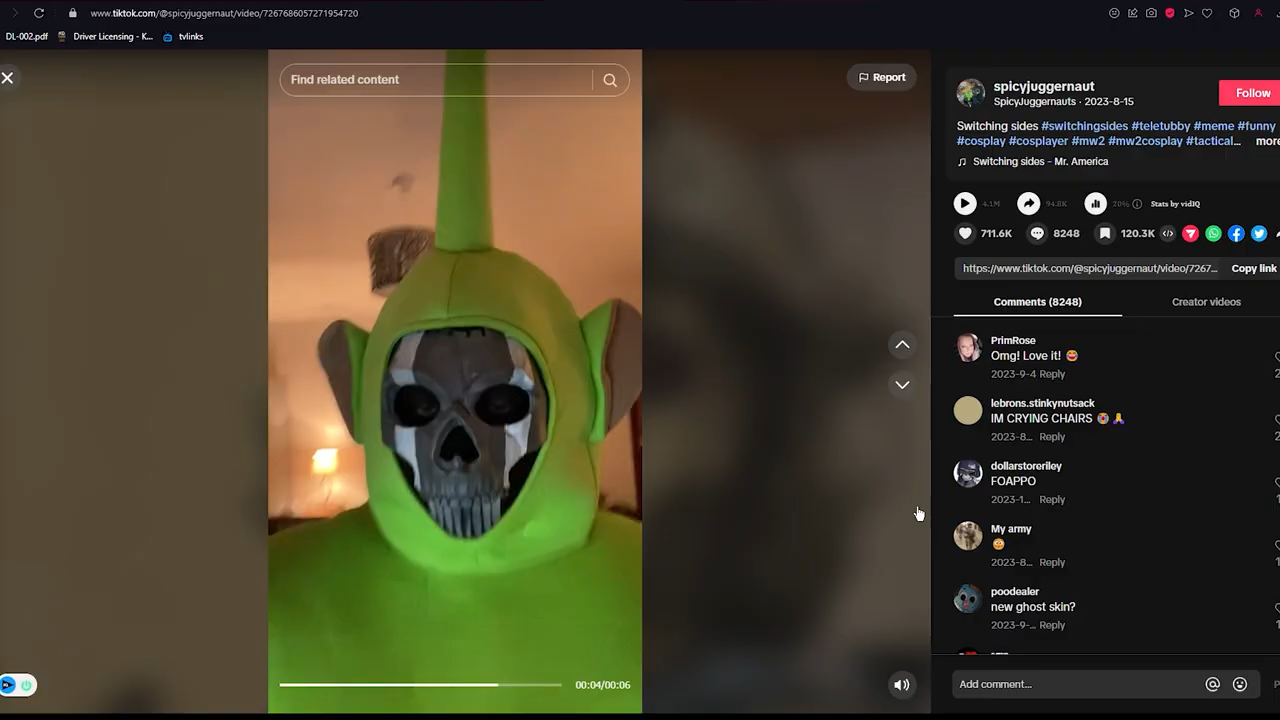 www.tiktok.com/@spicyjuggernaut/video/7267686057271954720
DL-002.pdf
Driver Licensing - K...
tvlinks
Find related content
Report
spicyjuggernaut
SpicyJuggernauts · 2023-8-15
Follow
Switching sides #switchingsides #teletubby #meme #funny
#cosplay #cosplayer #mw2 #mw2cosplay #tactical...
more
Switching sides - Mr. America
4.1M
94.8K
20%
Stats by vidIQ
711.6K
8248
120.3K
https://www.tiktok.com/@spicyjuggernaut/video/7267...
Copy link
Comments (8248)
Creator videos
PrimRose
Omg! Love it! 😄
2023-9-4 Reply
lebrons.stinkynutsack
IM CRYING CHAIRS 😭 🙏
2023-8... Reply
dollarstoreriley
FOAPPO
2023-1... Reply
My army
2023-8... Reply
poodealer
new ghost skin?
2023-9-... Reply
00:04/00:06
Add comment...